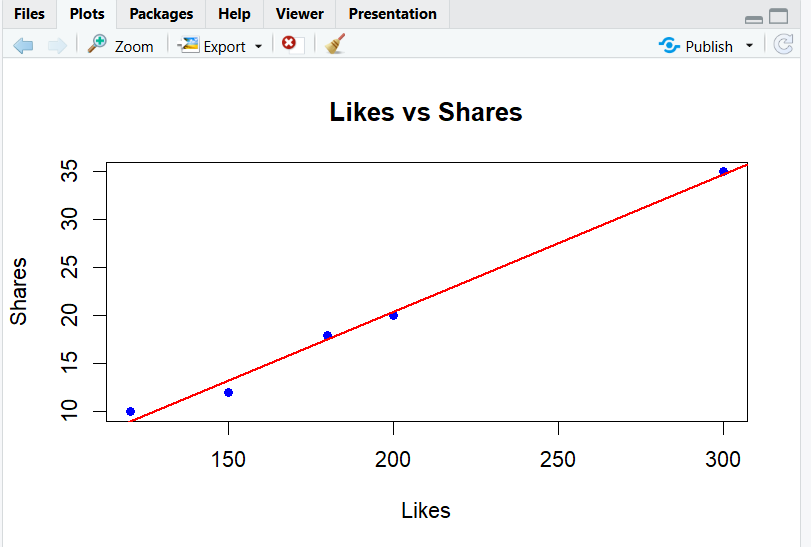 Files Plots Packages Help Viewer Presentation
Zoom Export Publish
Likes vs Shares
35
30
25
20
15
10
Shares
150 200 250 300
Likes